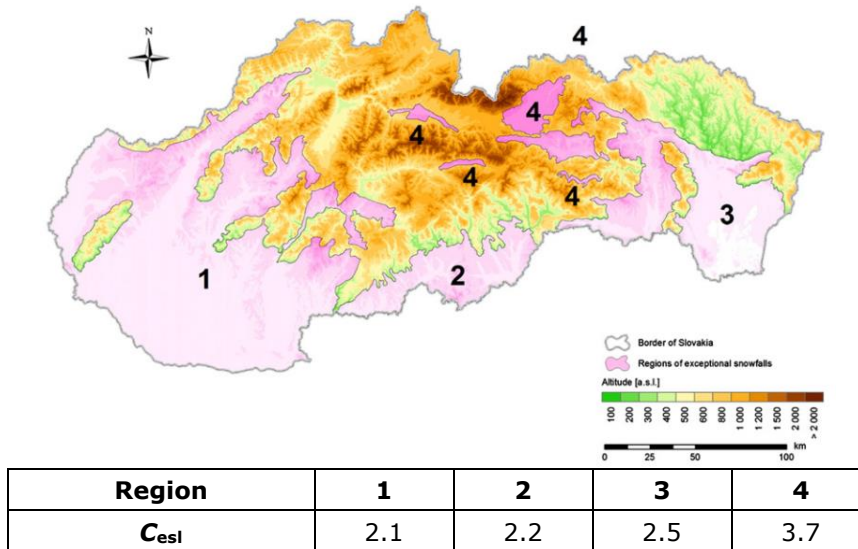 N
4
4
4
4
4
3
1
2
Border of Slovakia
Regions of exceptional snowfalls
Altitude [a.s.l.]
100 200 300 400 500 600 800 1 000 1 200 1 500 2 000 > 2 000
km
0 25 50 100
Region 1 2 3 4
Cesl 2.1 2.2 2.5 3.7